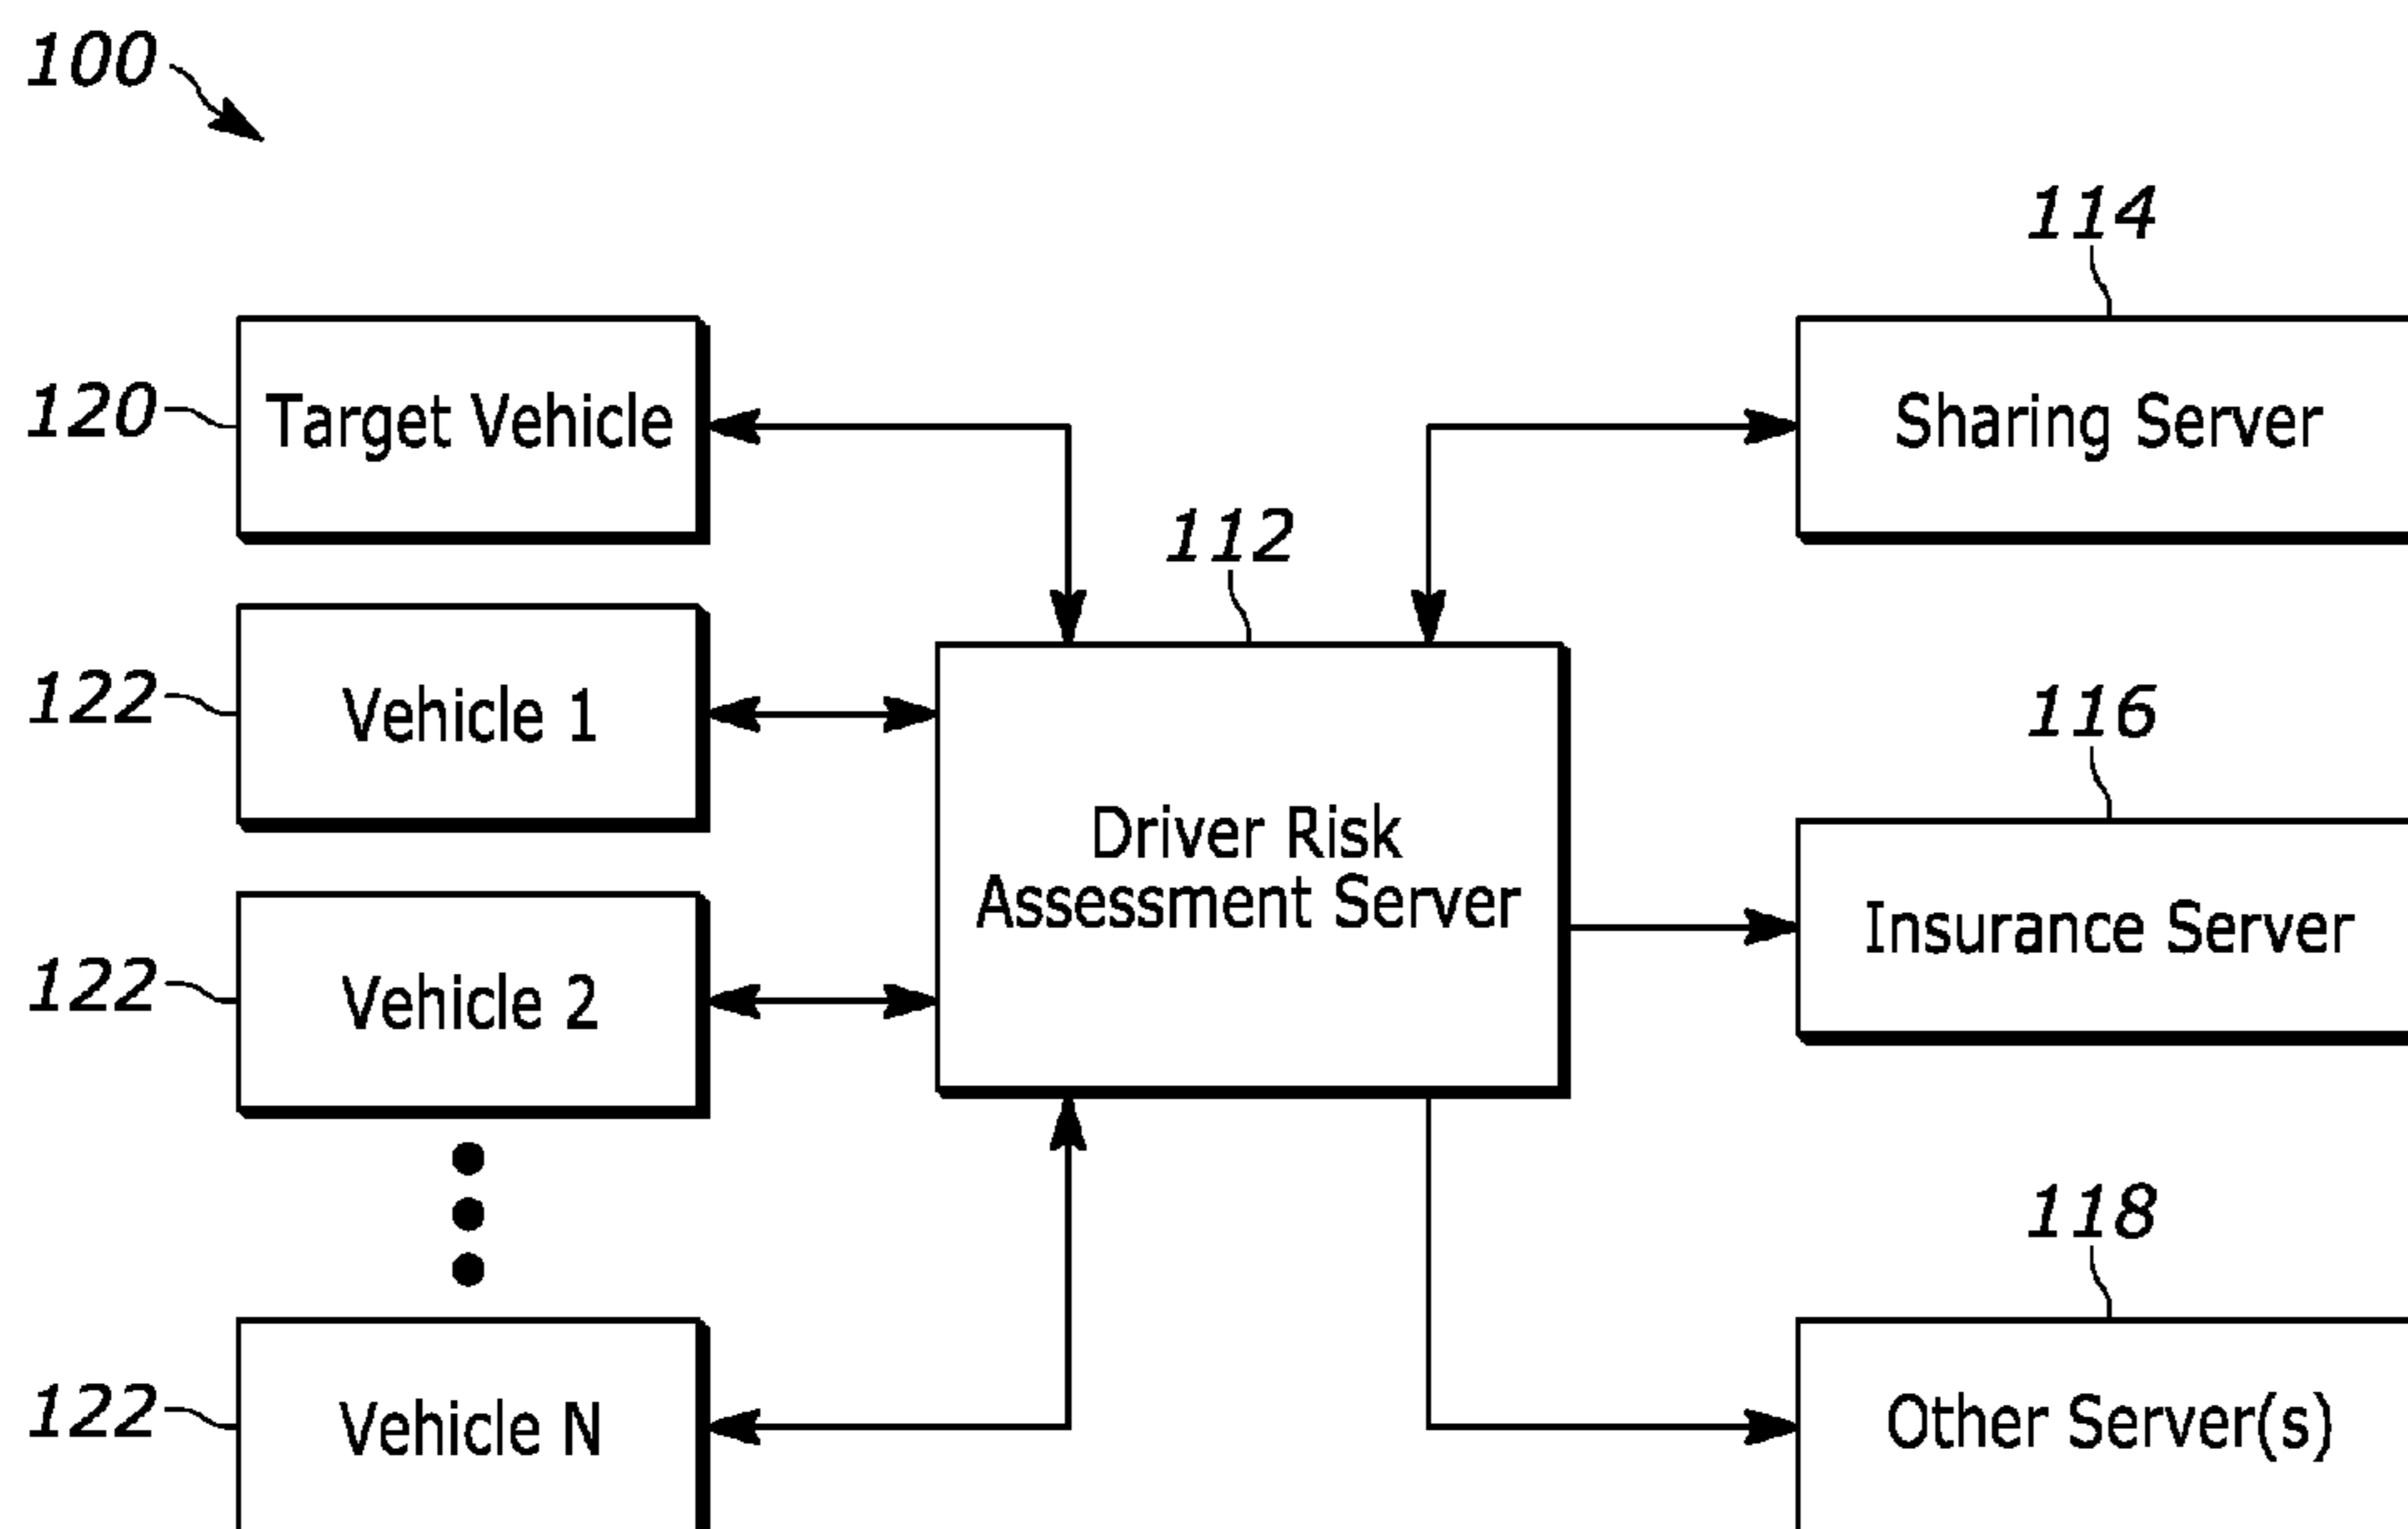 100
114
120
Target Vehicle
Sharing Server
112
122
Vehicle 1
116
Driver Risk
Assessment Server
Insurance Server
122
Vehicle 2
118
122
Vehicle N
Other Server(s)